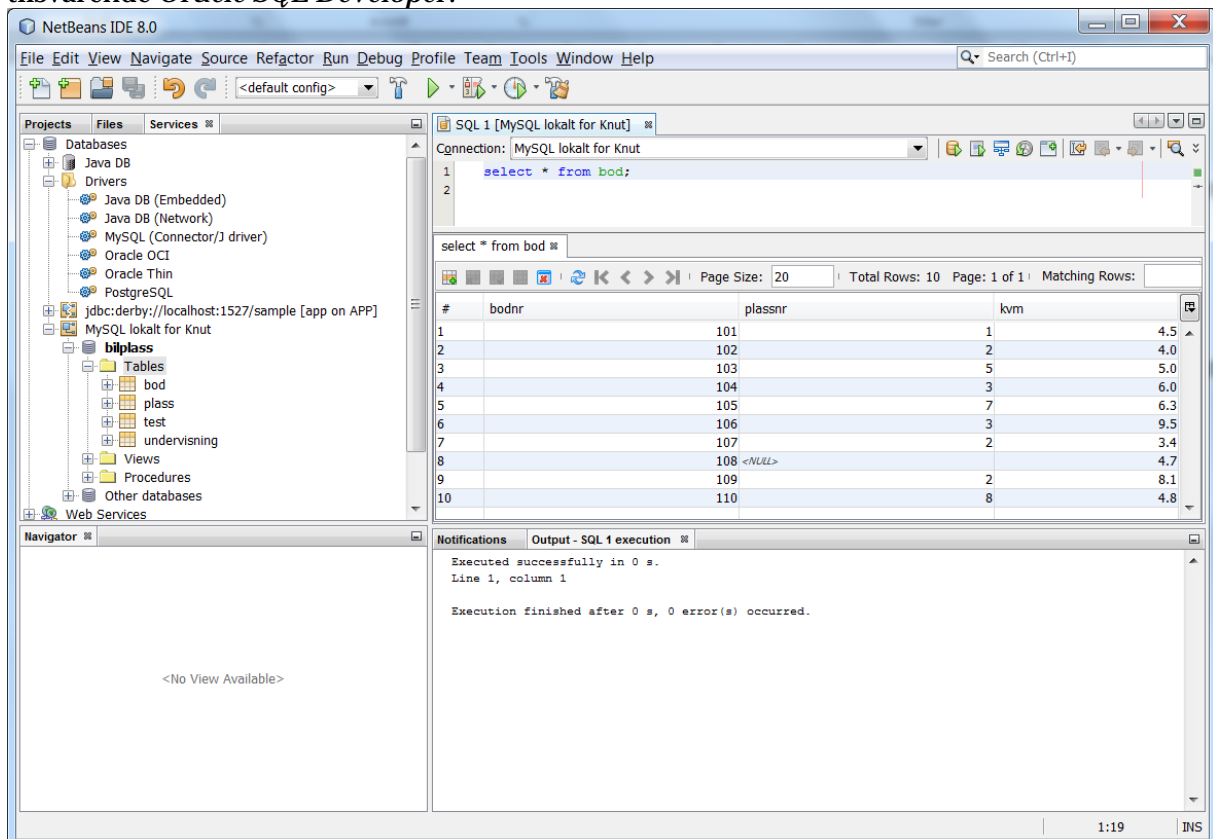 tilsvarende Oracle SQL Developer.
NetBeans IDE 8.0
File Edit View Navigate Source Refactor Run Debug Profile Team Tools Window Help
Search (Ctrl+I)
<default config>
Projects Files Services
Databases
Java DB
Drivers
Java DB (Embedded)
Java DB (Network)
MySQL (Connector/J driver)
Oracle OCI
Oracle Thin
PostgreSQL
jdbc:derby://localhost:1527/sample [app on APP]
MySQL lokalt for Knut
bilplass
Tables
bod
plass
test
undervisning
Views
Procedures
Other databases
Web Services
SQL 1 [MySQL lokalt for Knut]
Connection: MySQL lokalt for Knut
1 select * from bod;
2
select * from bod
Page Size: 20 Total Rows: 10 Page: 1 of 1 Matching Rows:
# bodnr plassnr kvm
1 101 1 4.5
2 102 2 4.0
3 103 5 5.0
4 104 3 6.0
5 105 7 6.3
6 106 3 9.5
7 107 2 3.4
8 108 <NULL> 4.7
9 109 2 8.1
10 110 8 4.8
Navigator
<No View Available>
Notifications Output - SQL 1 execution
Executed successfully in 0 s.
Line 1, column 1
Execution finished after 0 s, 0 error(s) occurred.
1:19 INS